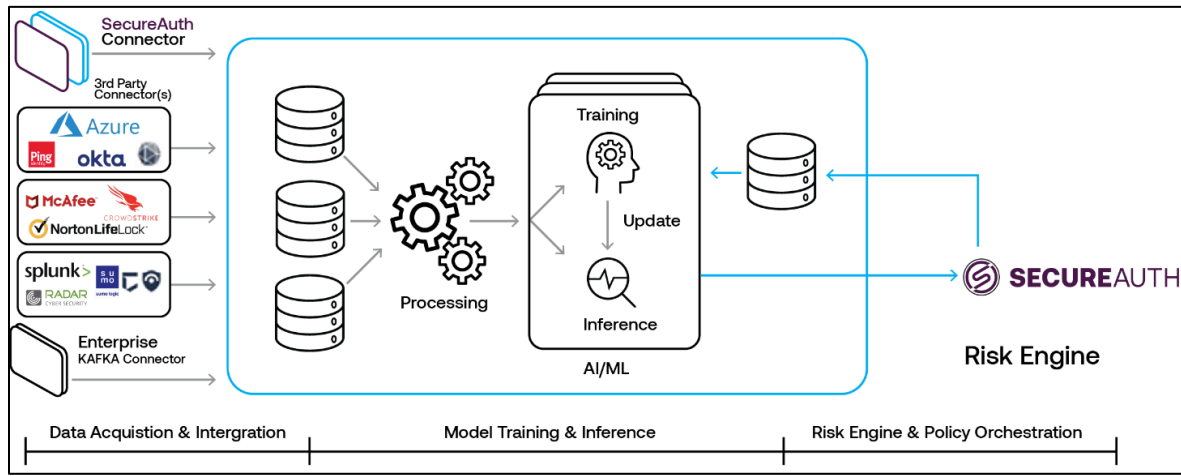 SecureAuth
Connector
3rd Party
Connector(s)
Azure
Ping
Identity
okta
McAfee
CROWDSTRIKE
NortonLifeLock
splunk>
sumo
sumo logic
RADAR
CYBER SECURITY
Enterprise
KAFKA Connector
Processing
Training
Update
Inference
AI/ML
SECUREAUTH
Risk Engine
Data Acquistion & Intergration
Model Training & Inference
Risk Engine & Policy Orchestration